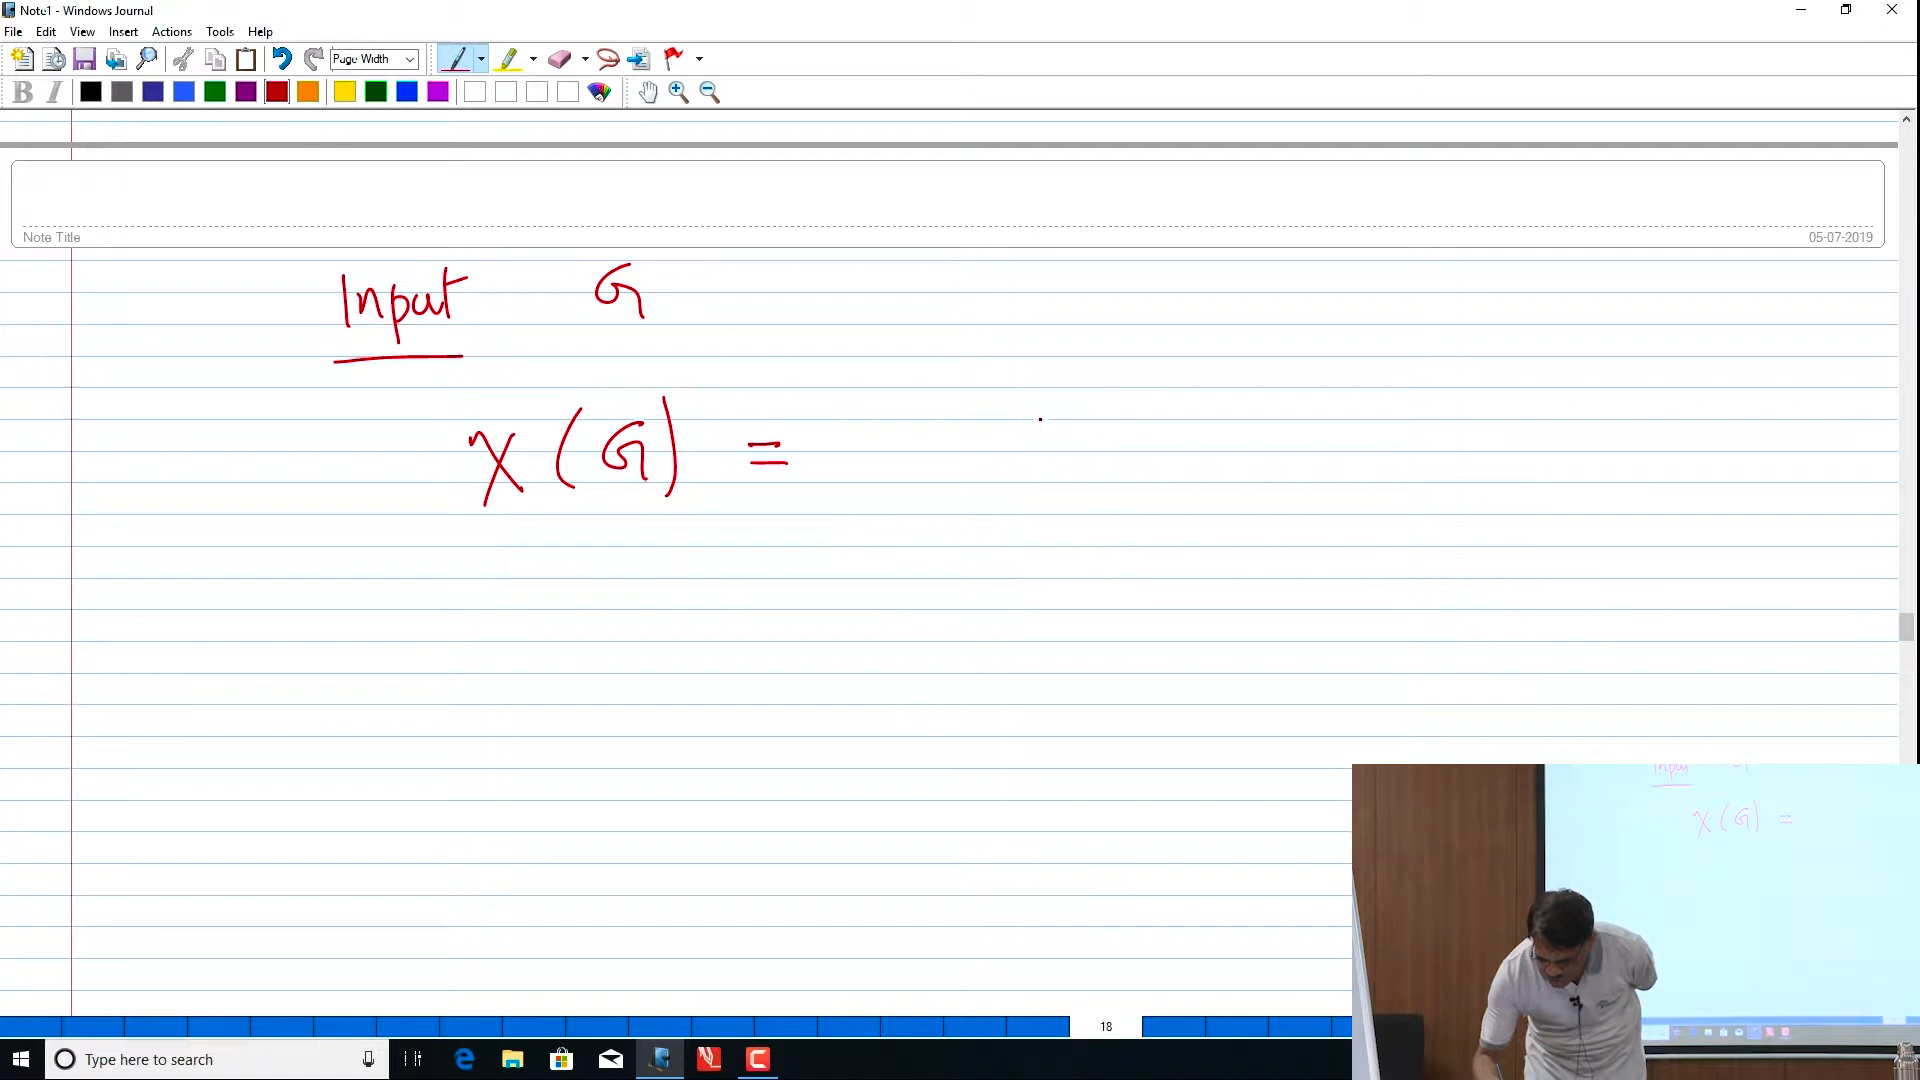 Note1 - Windows Journal
File Edit View Insert Actions Tools Help
Page Width
B I
Note Title
05-07-2019
Input G
χ(G) =
Input G
χ(G) =
18
Type here to search